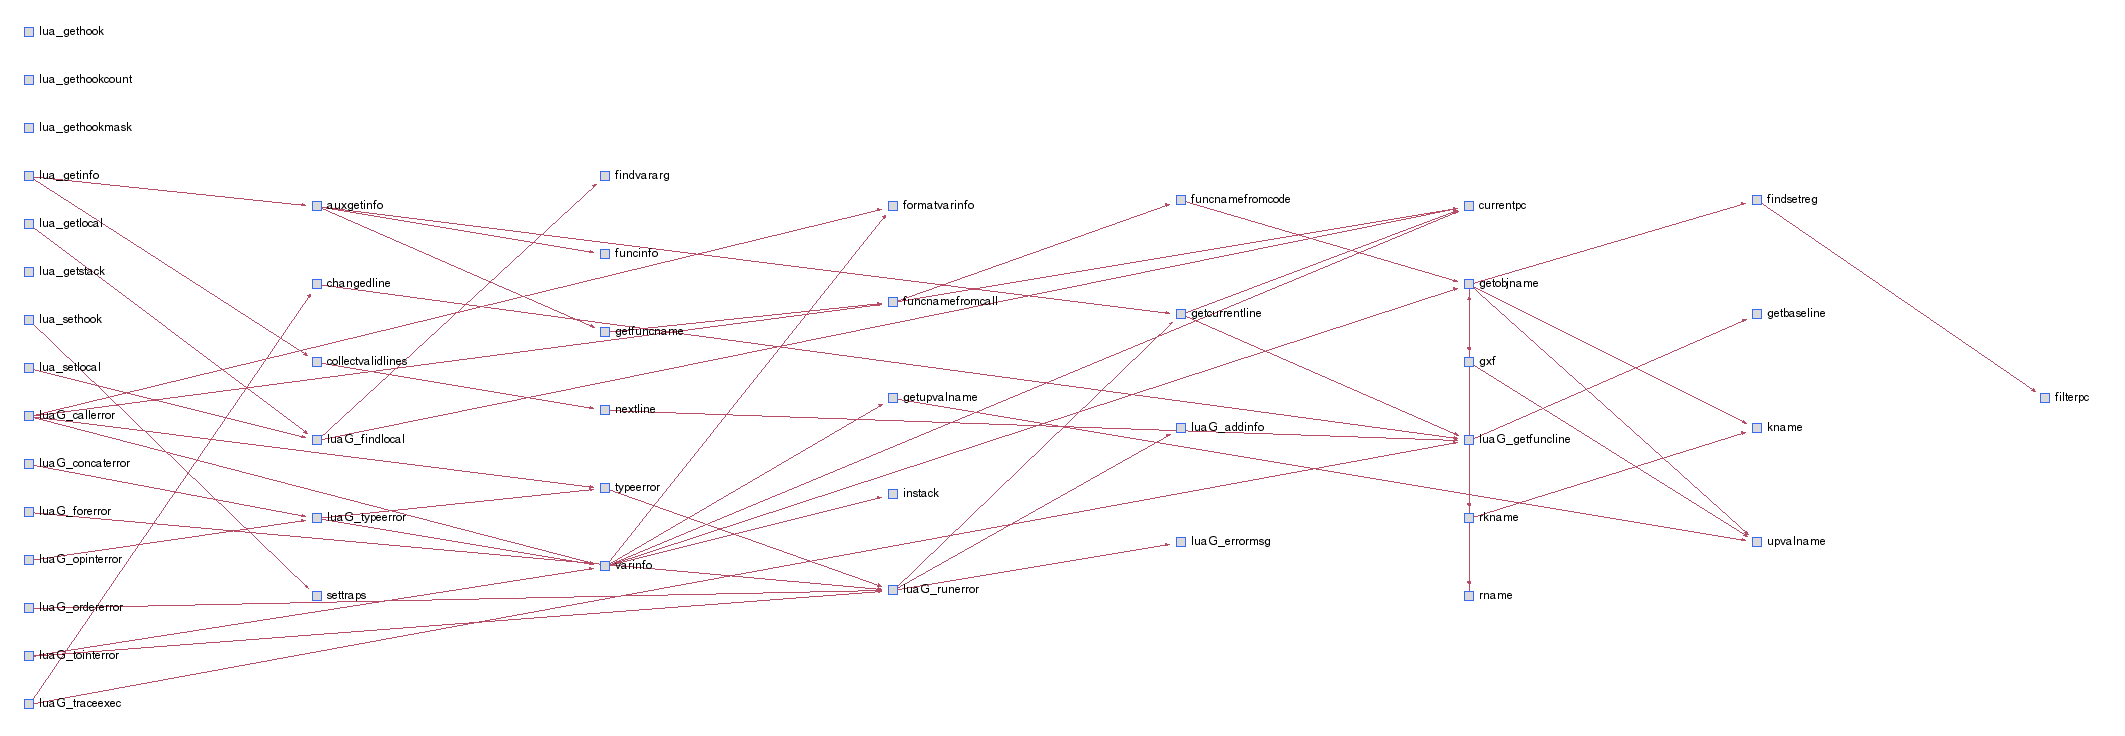 lua_gethook
lua_gethookcount
lua_gethookmask
lua_getinfo
lua_getlocal
lua_getstack
lua_sethook
lua_setlocal
luaG_callerror
luaG_concaterror
luaG_forerror
luaG_opinterror
luaG_ordererror
luaG_tointerror
luaG_traceexec
auxgetinfo
changedline
collectvalidlines
luaG_findlocal
luaG_typeerror
settraps
findvararg
funcinfo
getfuncname
nextline
typeerror
varinfo
formatvarinfo
funcnamefromcall
getupvalname
instack
luaG_runerror
funcnamefromcode
getcurrentline
luaG_addinfo
luaG_errormsg
currentpc
getobjname
gxf
luaG_getfuncline
rkname
rname
findsetreg
getbaseline
kname
upvalname
filterpc